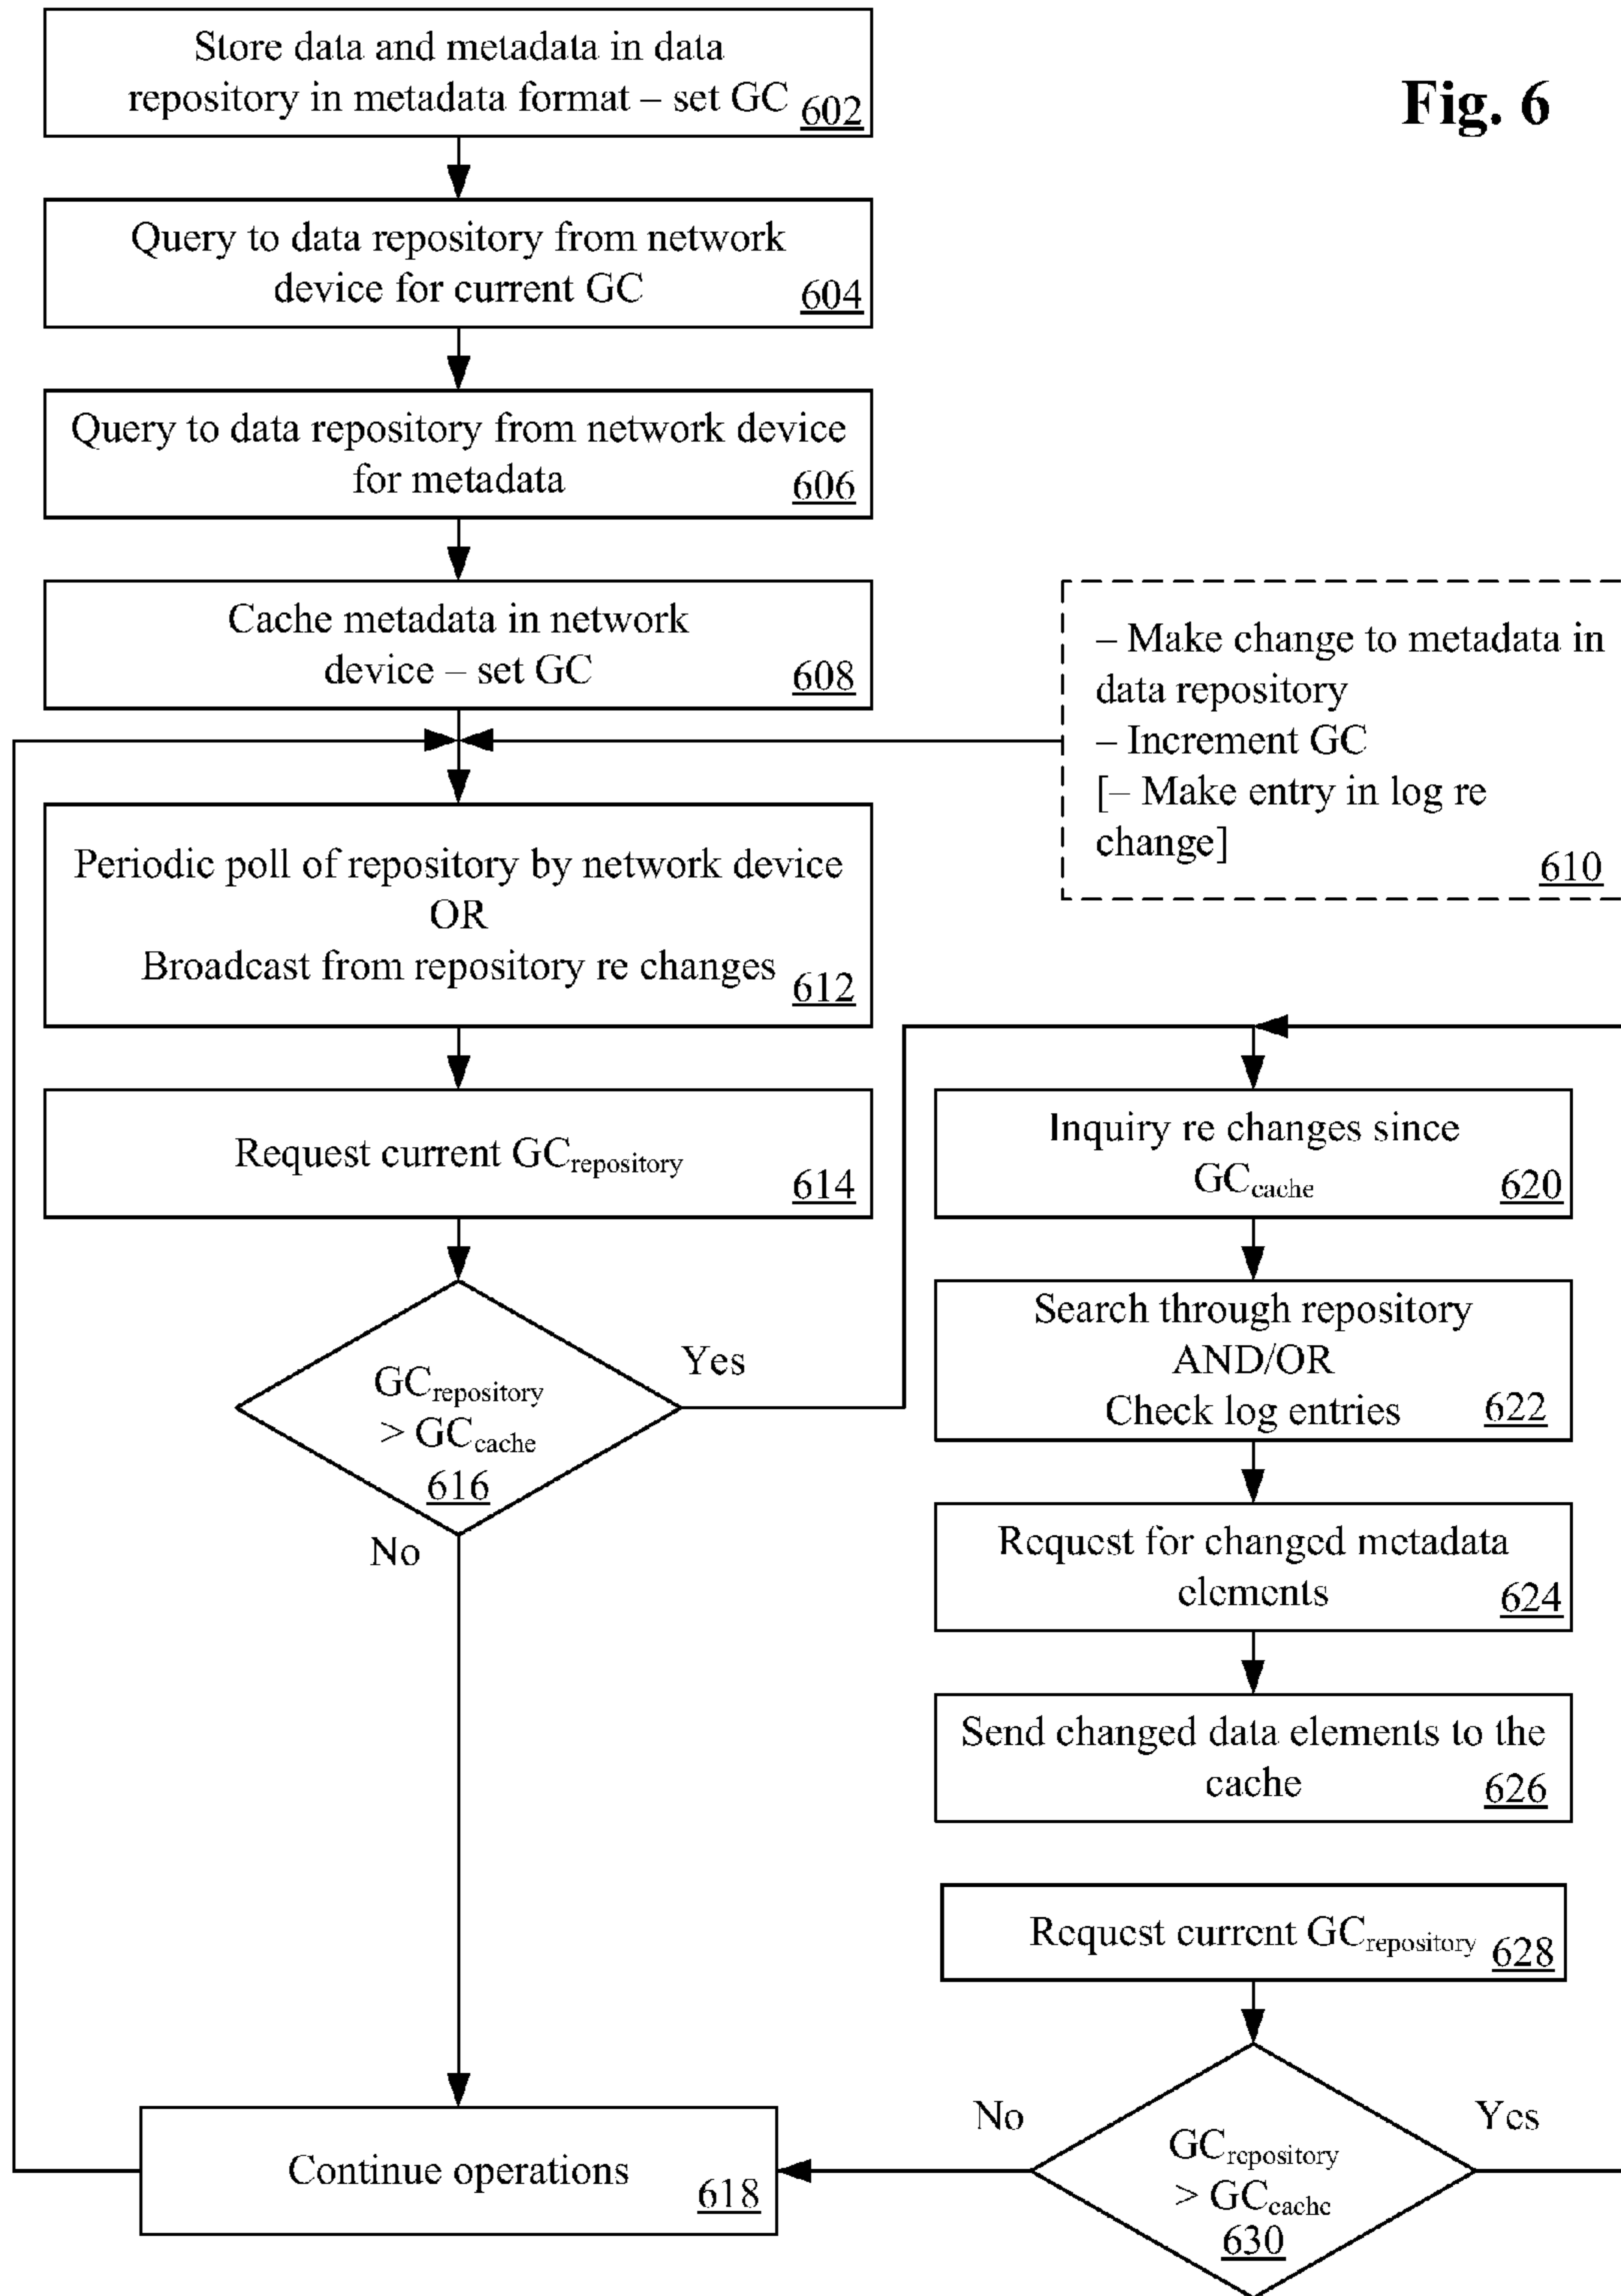 Fig. 6
Store data and metadata in data
repository in metadata format – set GC 602
Query to data repository from network
device for current GC 604
Query to data repository from network device
for metadata 606
Cache metadata in network
device – set GC 608
– Make change to metadata in
data repository
– Increment GC
[– Make entry in log re
change]
610
Periodic poll of repository by network device
OR
Broadcast from repository re changes 612
Request current GCrepository 614
GCrepository
> GCcache
616
Yes
No
Inquiry re changes since
GCcache 620
Search through repository
AND/OR
Check log entries 622
Request for changed metadata
elements 624
Send changed data elements to the
cache 626
Request current GCrepository 628
GCrepository
> GCcache
630
No
Yes
Continue operations 618